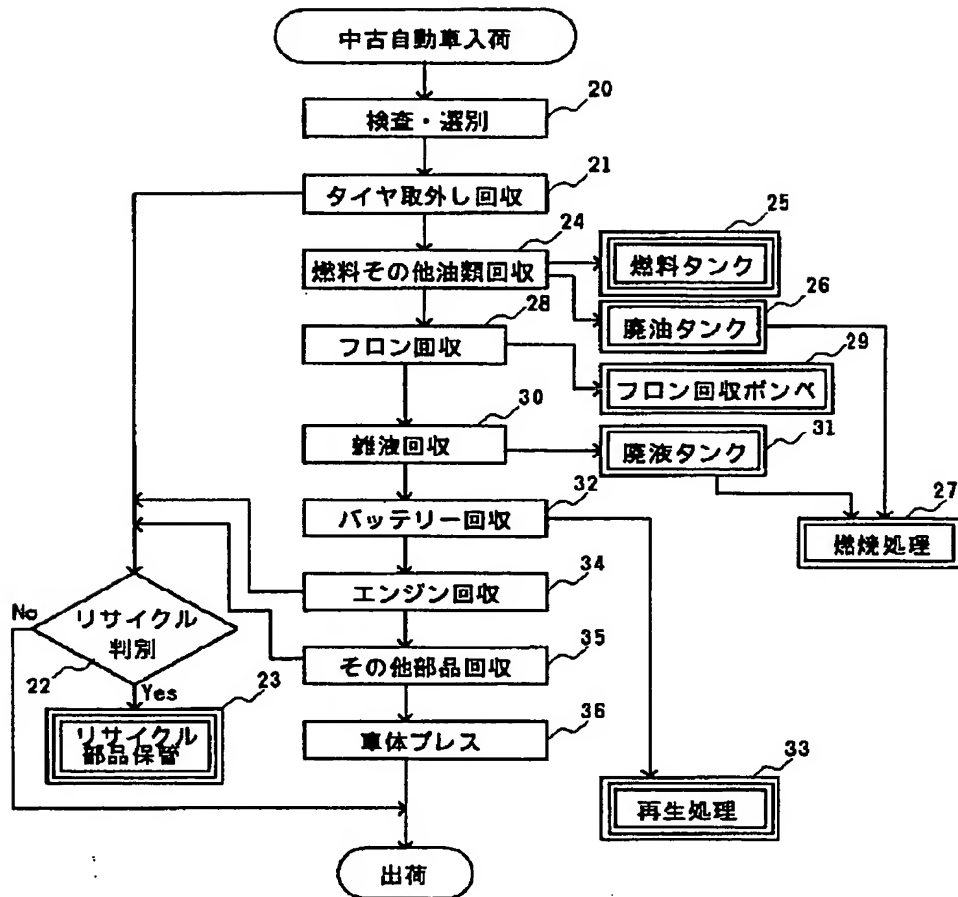 中古自動車入荷
20
検査・選別
21
タイヤ取外し回収
24
燃料その他油類回収
25
燃料タンク
26
廃油タンク
28
フロン回収
29
フロン回収ボンベ
30
雑液回収
31
廃液タンク
32
バッテリー回収
27
燃焼処理
34
エンジン回収
No
リサイクル
判別
22
Yes
35
その他部品回収
23
リサイクル
部品保管
36
車体プレス
33
再生処理
出荷